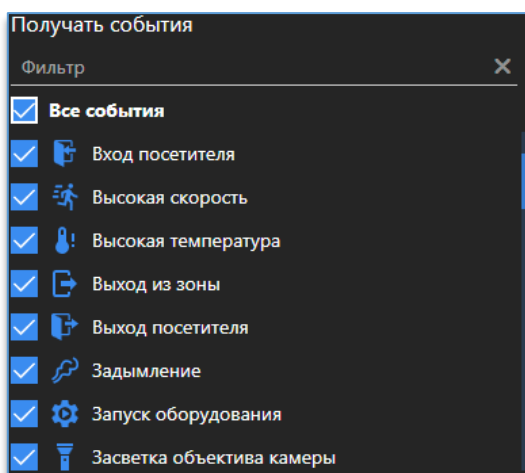 Получать события
Фильтр
Все события
Вход посетителя
Высокая скорость
Высокая температура
Выход из зоны
Выход посетителя
Задымление
Запуск оборудования
Засветка объектива камеры